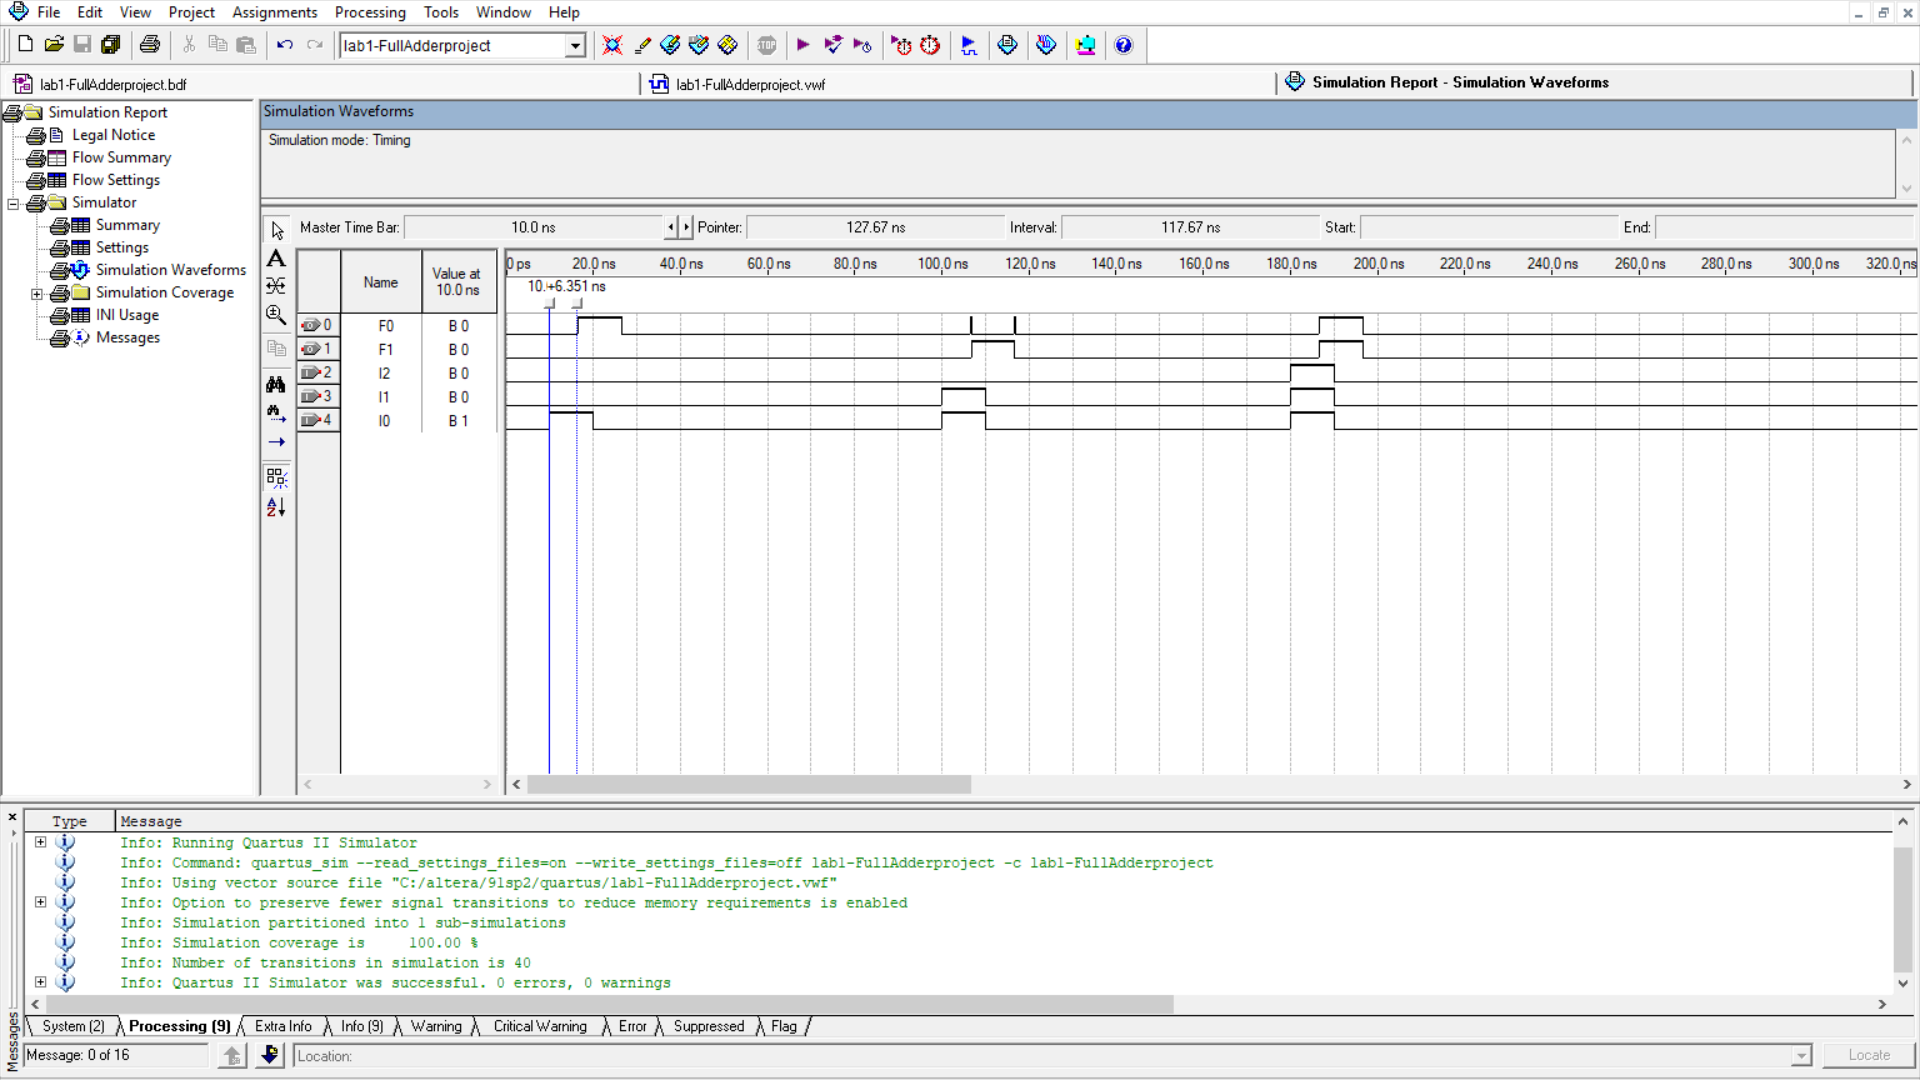 File Edit View Project Assignments Processing Tools Window Help
lab1-FullAdderproject
STOP
lab1-FullAdderproject.bdf
lab1-FullAdderproject.vwf
Simulation Report - Simulation Waveforms
Simulation Report
Legal Notice
Flow Summary
Flow Settings
Simulator
Summary
Settings
Simulation Waveforms
Simulation Coverage
INI Usage
Messages
Simulation Waveforms
Simulation mode: Timing
Master Time Bar: 10.0 ns Pointer: 127.67 ns Interval: 117.67 ns Start: End:
Name
Value at
10.0 ns
0 ps 20.0 ns 40.0 ns 60.0 ns 80.0 ns 100.0 ns 120.0 ns 140.0 ns 160.0 ns 180.0 ns 200.0 ns 220.0 ns 240.0 ns 260.0 ns 280.0 ns 300.0 ns 320.0 ns
+6.351 ns
0 F0 B 0
1 F1 B 0
2 I2 B 0
3 I1 B 0
4 I0 B 1
Type Message
Info: Running Quartus II Simulator
Info: Command: quartus_sim --read_settings_files=on --write_settings_files=off lab1-FullAdderproject -c lab1-FullAdderproject
Info: Using vector source file "C:/altera/91sp2/quartus/lab1-FullAdderproject.vwf"
Info: Option to preserve fewer signal transitions to reduce memory requirements is enabled
Info: Simulation partitioned into 1 sub-simulations
Info: Simulation coverage is 100.00 %
Info: Number of transitions in simulation is 40
Info: Quartus II Simulator was successful. 0 errors, 0 warnings
System (2) Processing (9) Extra Info Info (9) Warning Critical Warning Error Suppressed Flag
Messages
Message: 0 of 16
Location:
Locate